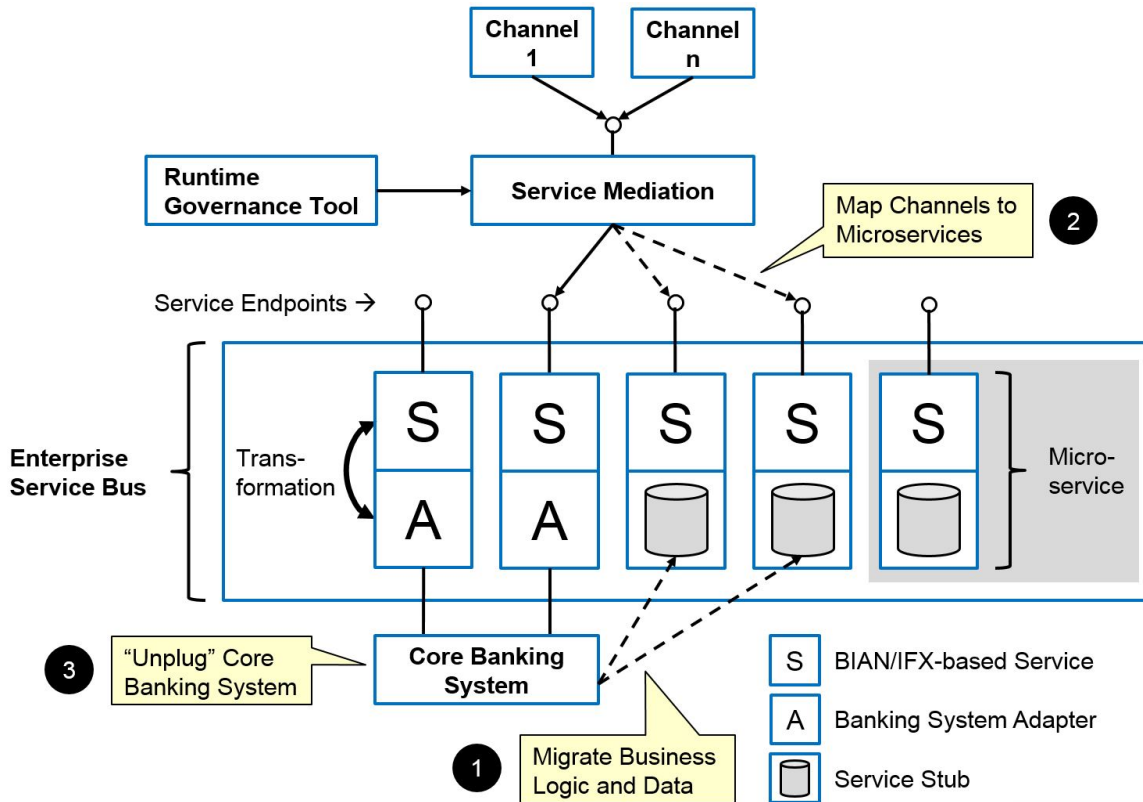 Channel
1
Channel
n
Runtime
Governance Tool
Service Mediation
Map Channels to
Microservices
2
Service Endpoints →
Enterprise
Service Bus
Trans-
formation
S
S
S
S
S
A
A
Micro-
service
3
“Unplug” Core
Banking System
Core Banking
System
1
Migrate Business
Logic and Data
S
BIAN/IFX-based Service
A
Banking System Adapter
Service Stub